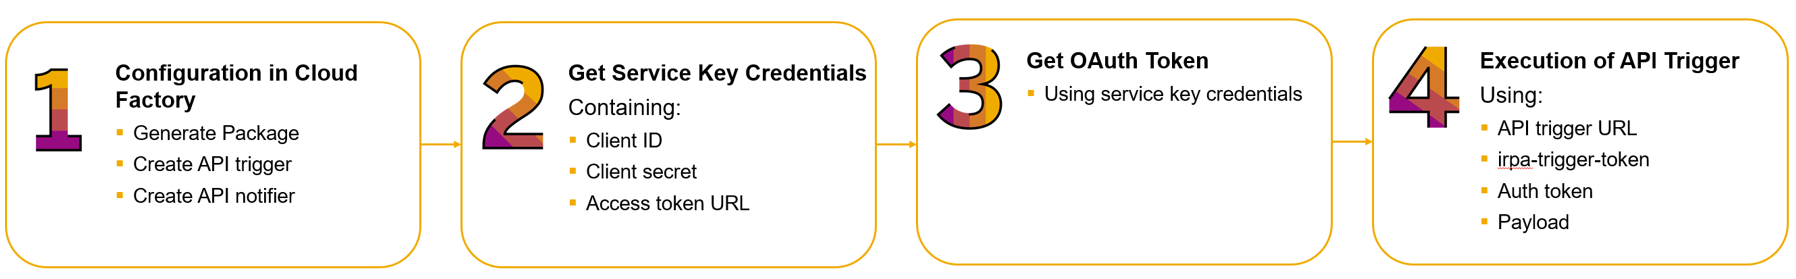 1
Configuration in Cloud
Factory
Generate Package
Create API trigger
Create API notifier
2
Get Service Key Credentials
Containing:
Client ID
Client secret
Access token URL
3
Get OAuth Token
Using service key credentials
4
Execution of API Trigger
Using:
API trigger URL
irpa-trigger-token
Auth token
Payload